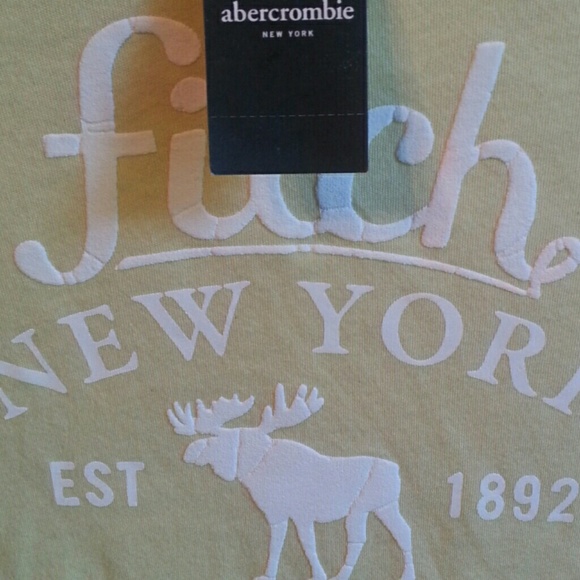 abercrombie
NEW YORK
fitch
NEW YORK
EST 1892